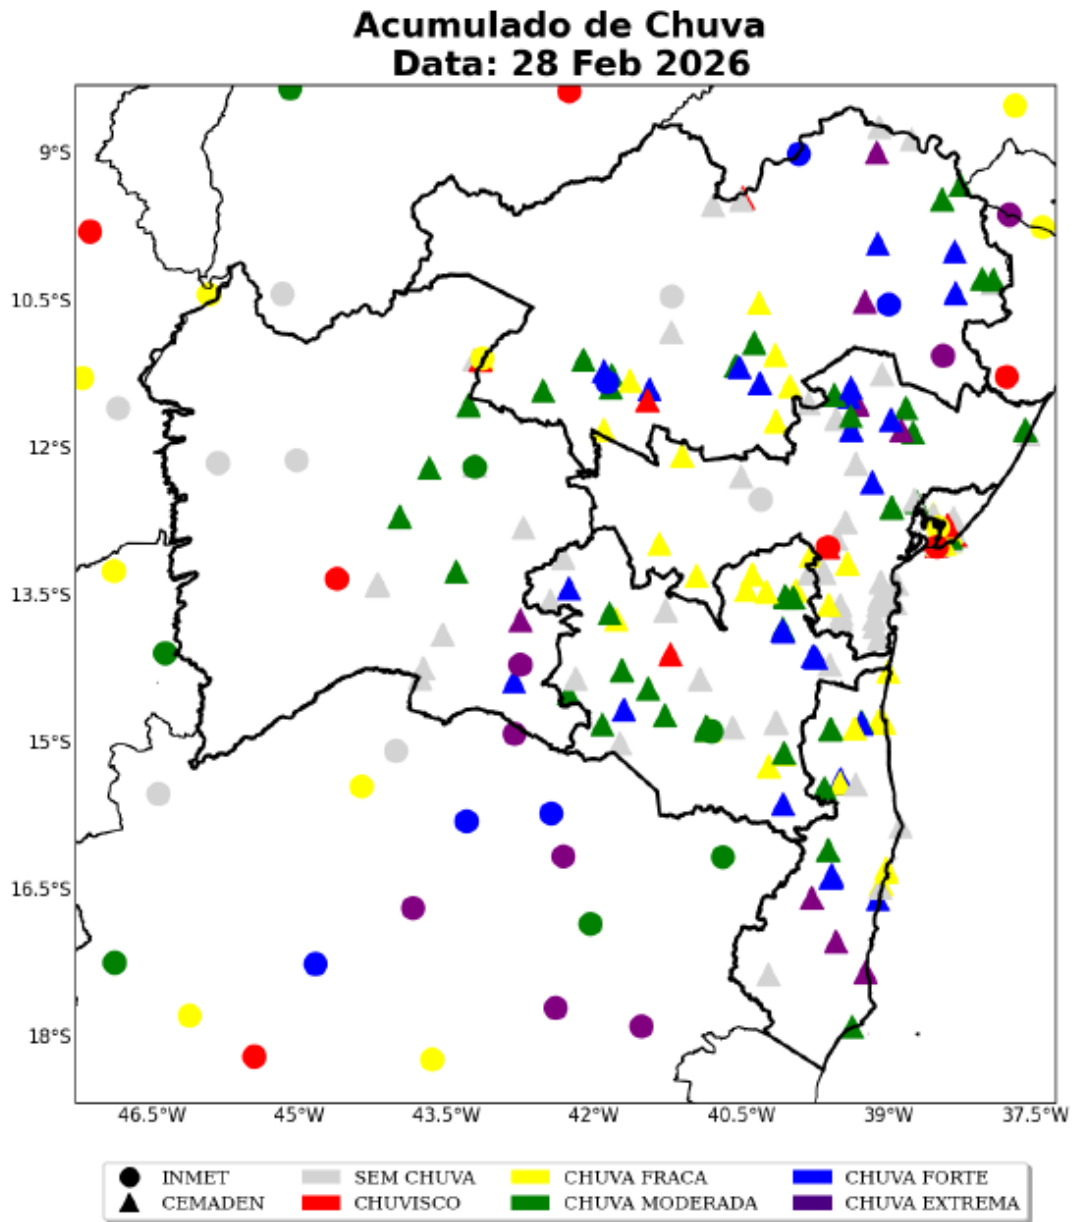 Acumulado de Chuva
Data: 28 Feb 2026
9°S
10.5°S
12°S
13.5°S
15°S
16.5°S
18°S
46.5°W 45°W 43.5°W 42°W 40.5°W 39°W 37.5°W
INMET SEM CHUVA CHUVA FRACA CHUVA FORTE
CEMADEN CHUVISCO CHUVA MODERADA CHUVA EXTREMA